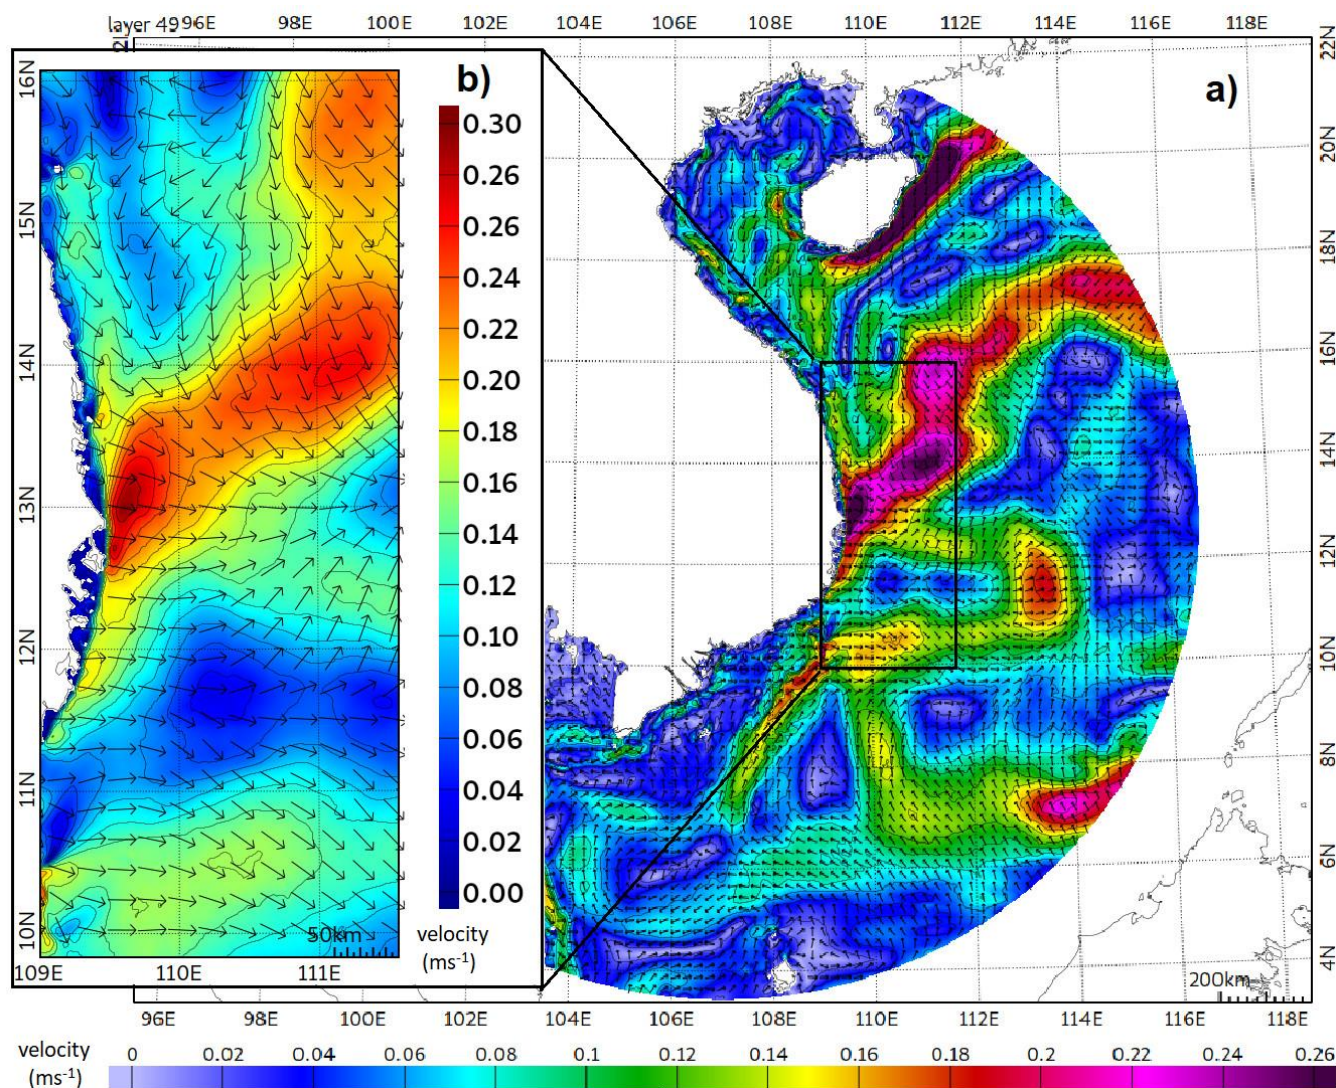 layer 49 96E 98E 100E 102E 104E 106E 108E 110E 112E 114E 116E 118E
b)
a)
16N
15N
14N
13N
12N
11N
10N
109E 110E 111E
50km
0.30
0.26
0.26
0.24
0.22
0.20
0.18
0.16
0.14
0.12
0.10
0.08
0.06
0.04
0.02
0.00
velocity
(ms-1)
22N
20N
18N
16N
14N
12N
10N
8N
6N
4N
200km
96E 98E 100E 102E 104E 106E 108E 110E 112E 114E 116E 118E
velocity
(ms-1)
0 0.02 0.04 0.06 0.08 0.1 0.12 0.14 0.16 0.18 0.2 0.22 0.24 0.26